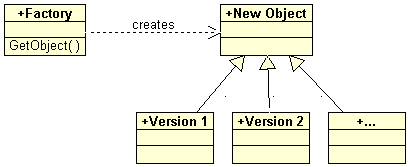 +Factory
GetObject( )
creates
+New Object
+Version 1
+Version 2
+...